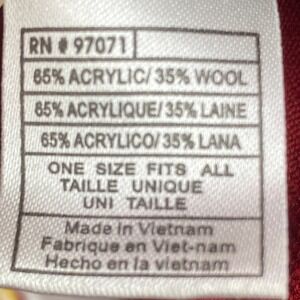 RN # 97071
65% ACRYLIC/ 35% WOOL
65% ACRYLIQUE/ 35% LAINE
65% ACRYLICO/ 35% LANA
ONE SIZE FITS ALL
TAILLE UNIQUE
UNI TAILLE
Made in Vietnam
Fabrique en Viet-nam
Hecho en la vietnam